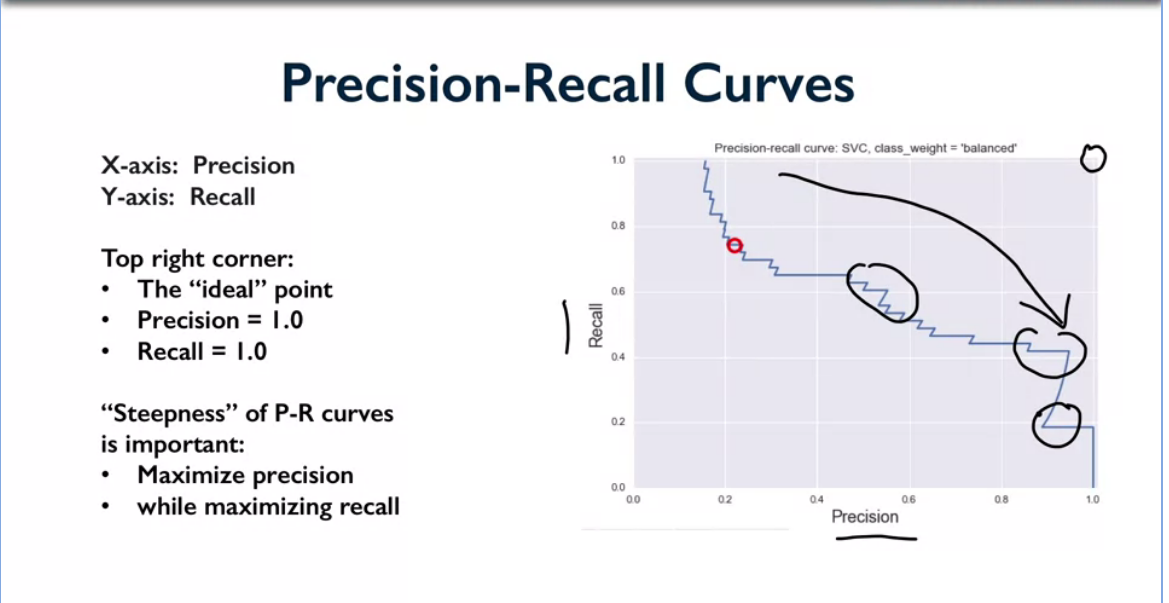 Precision-Recall Curves
X-axis: Precision
Y-axis: Recall
Top right corner:
• The “ideal” point
• Precision = 1.0
• Recall = 1.0
“Steepness” of P-R curves
is important:
• Maximize precision
• while maximizing recall
Precision-recall curve: SVC, class_weight = 'balanced'
1.0
0.8
0.6
0.4
0.2
0.0
Recall
0.0 0.2 0.4 0.6 0.8 1.0
Precision